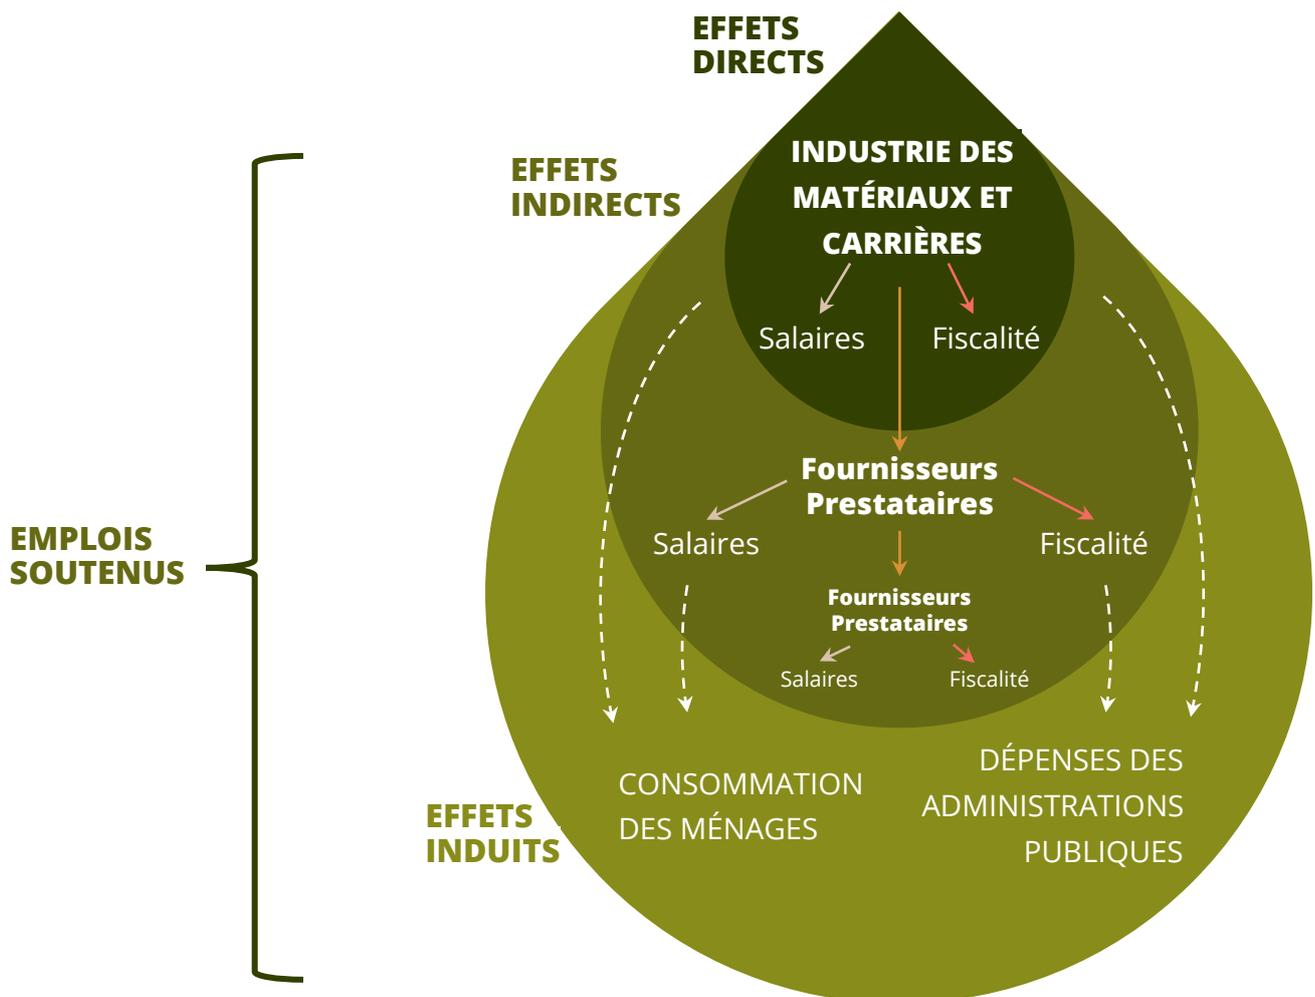 EFFETS
DIRECTS
INDUSTRIE DES
MATÉRIAUX ET
CARRIÈRES
EFFETS
INDIRECTS
Salaires
Fiscalité
Fournisseurs
Prestataires
EMPLOIS
SOUTENUS
Salaires
Fiscalité
Fournisseurs
Prestataires
Salaires
Fiscalité
CONSOMMATION
DES MÉNAGES
DÉPENSES DES
ADMINISTRATIONS
PUBLIQUES
EFFETS
INDUITS